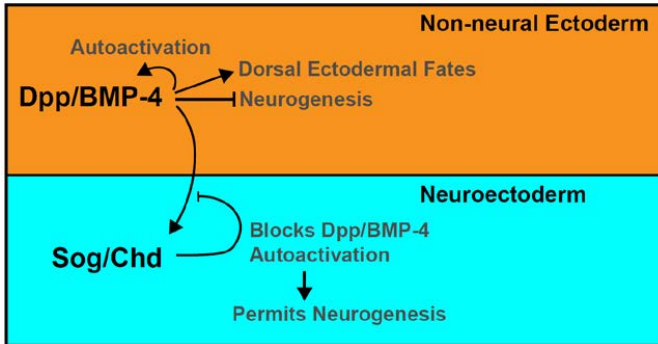 Non-neural Ectoderm
Autoactivation
Dorsal Ectodermal Fates
Dpp/BMP-4
Neurogenesis
Neuroectoderm
Blocks Dpp/BMP-4
Autoactivation
Sog/Chd
Permits Neurogenesis